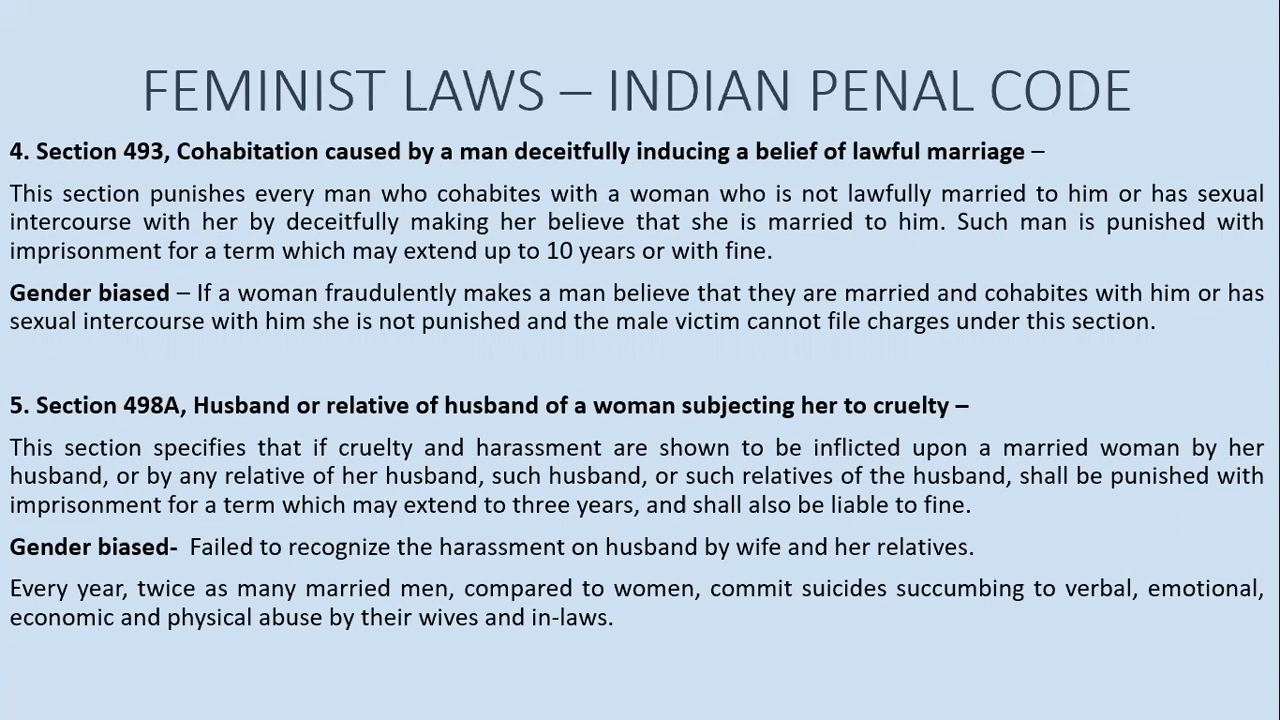 FEMINIST LAWS – INDIAN PENAL CODE
4. Section 493, Cohabitation caused by a man deceitfully inducing a belief of lawful marriage –
This section punishes every man who cohabites with a woman who is not lawfully married to him or has sexual
intercourse with her by deceitfully making her believe that she is married to him. Such man is punished with
imprisonment for a term which may extend up to 10 years or with fine.
Gender biased – If a woman fraudulently makes a man believe that they are married and cohabites with him or has
sexual intercourse with him she is not punished and the male victim cannot file charges under this section.
5. Section 498A, Husband or relative of husband of a woman subjecting her to cruelty –
This section specifies that if cruelty and harassment are shown to be inflicted upon a married woman by her
husband, or by any relative of her husband, such husband, or such relatives of the husband, shall be punished with
imprisonment for a term which may extend to three years, and shall also be liable to fine.
Gender biased- Failed to recognize the harassment on husband by wife and her relatives.
Every year, twice as many married men, compared to women, commit suicides succumbing to verbal, emotional,
economic and physical abuse by their wives and in-laws.